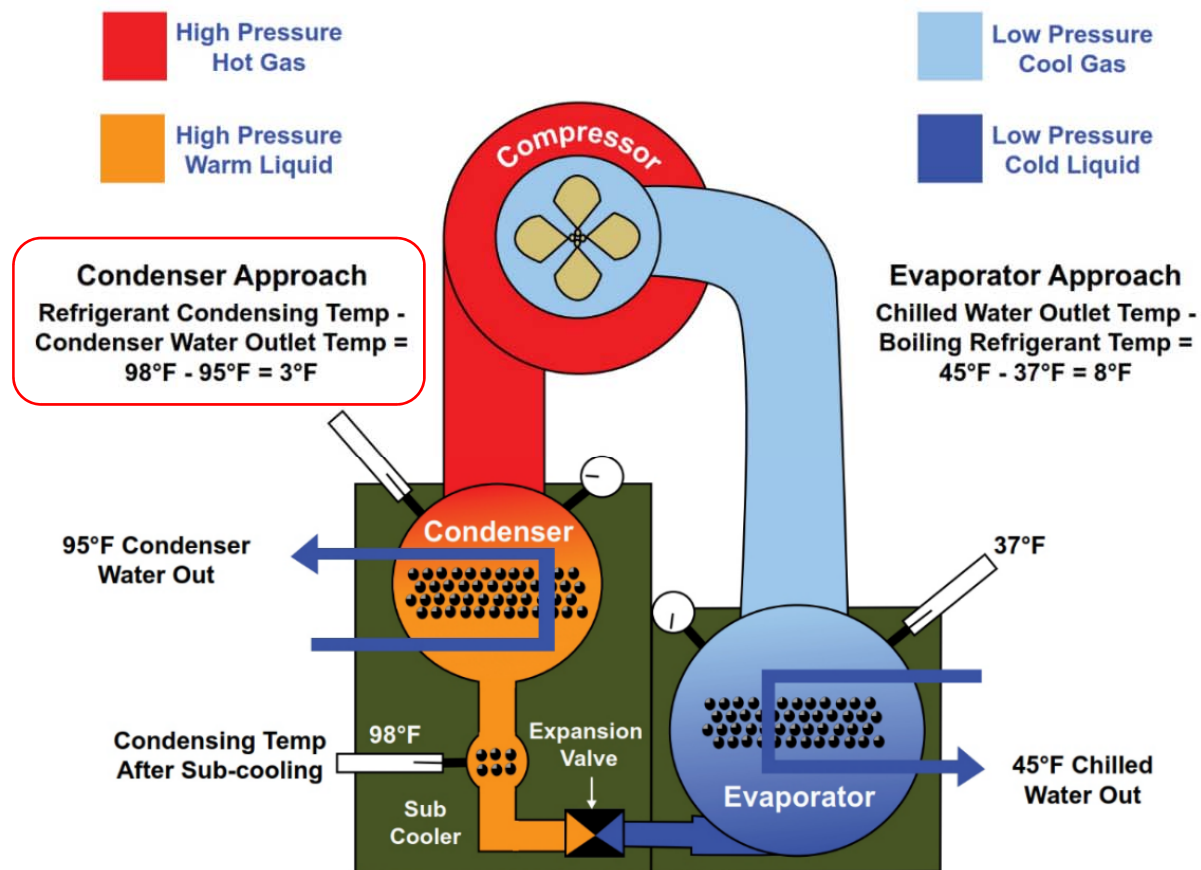 High Pressure
Hot Gas
Low Pressure
Cool Gas
High Pressure
Warm Liquid
Low Pressure
Cold Liquid
Compressor
Condenser Approach
Refrigerant Condensing Temp -
Condenser Water Outlet Temp =
98°F - 95°F = 3°F
Evaporator Approach
Chilled Water Outlet Temp -
Boiling Refrigerant Temp =
45°F - 37°F = 8°F
Condenser
95°F Condenser
Water Out
37°F
Condensing Temp
After Sub-cooling
98°F
Sub
Cooler
Expansion
Valve
Evaporator
45°F Chilled
Water Out